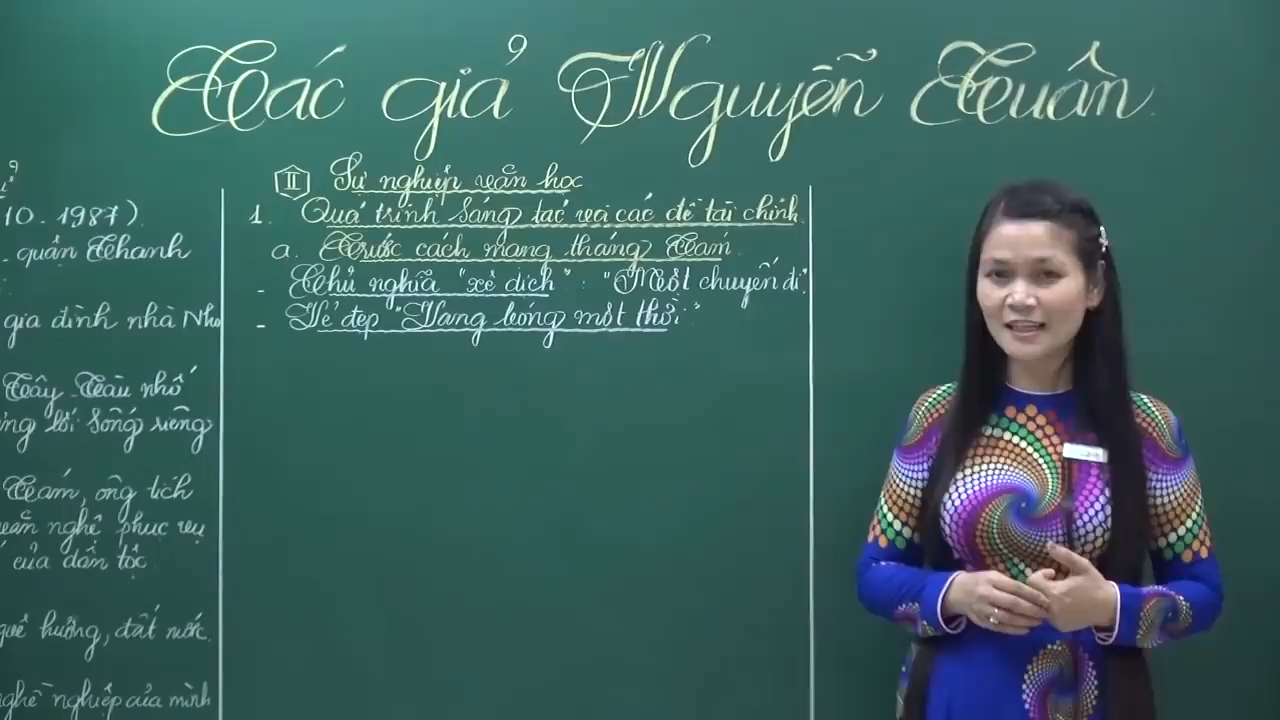 Tác giả Nguyễn Tuân
10 - 1987)
- quận Thanh
gia đình nhà Nho
Tây Tàu nhố
ng lối sống riêng
Tám, ông tích
văn nghệ phục vụ
của dân tộc
quê hương, đất nước.
nghề nghiệp của mình
II Sự nghiệp văn học
1. Quá trình sáng tác và các đề tài chính
a. Trước cách mạng tháng Tám
- Chủ nghĩa "xê dịch" : "Một chuyến đi"
- Vẻ đẹp "Vang bóng một thời"